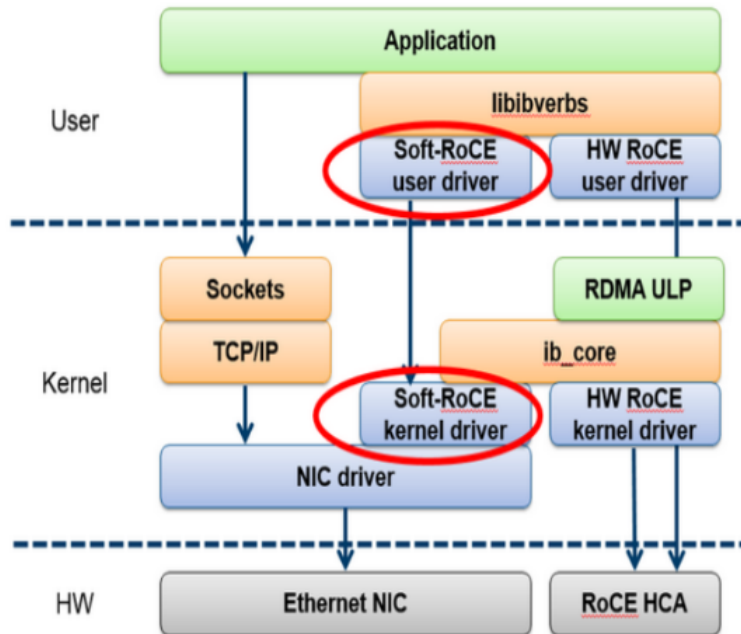 Application
User
libibverbs
Soft-RoCE
user driver
HW RoCE
user driver
Sockets
RDMA ULP
TCP/IP
ib_core
Kernel
Soft-RoCE
kernel driver
HW RoCE
kernel driver
NIC driver
HW
Ethernet NIC
RoCE HCA